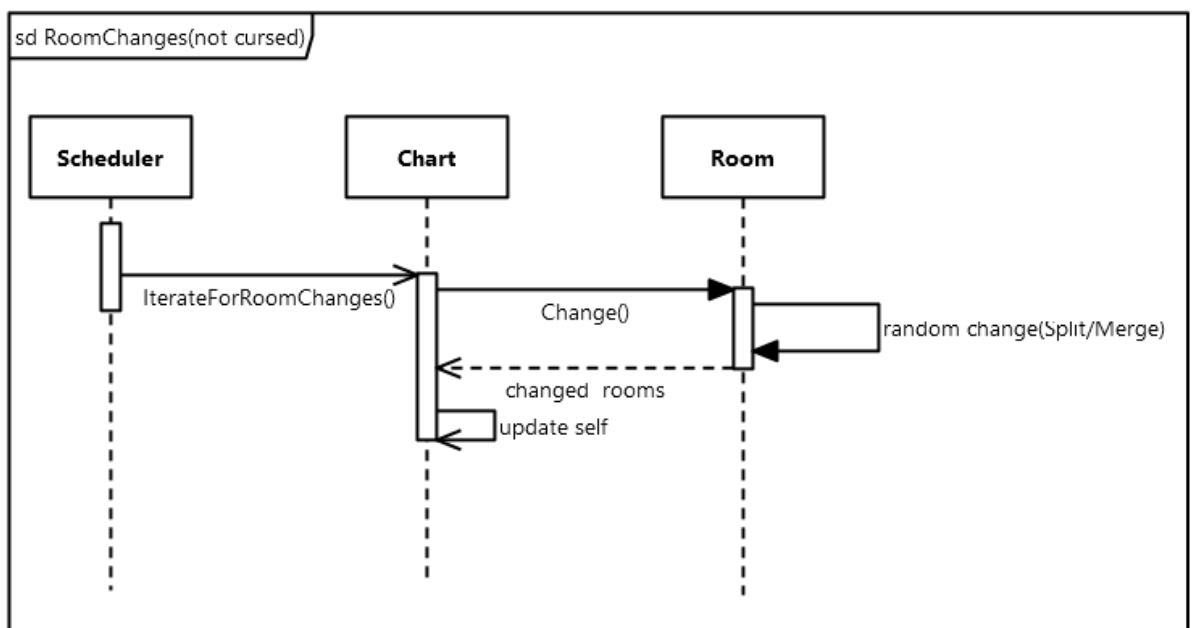 sd RoomChanges(not cursed)
Scheduler
Chart
Room
IterateForRoomChanges()
Change()
random change(Split/Merge)
changed rooms
update self